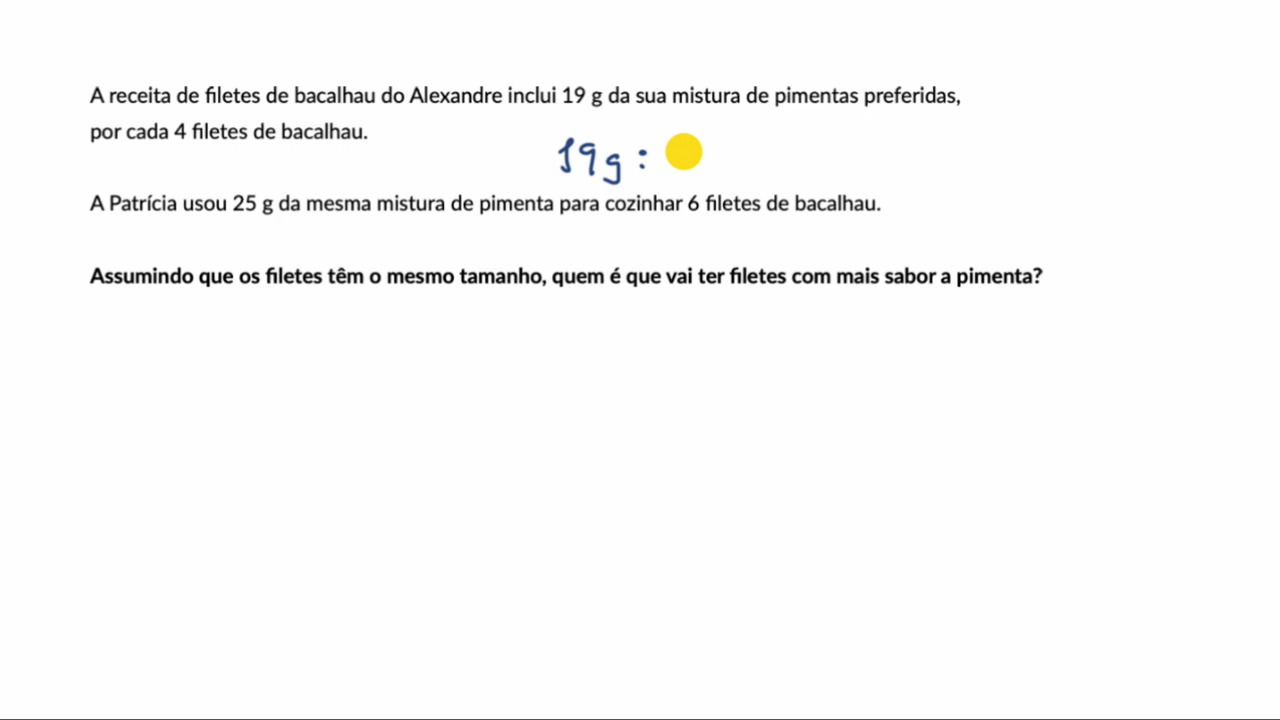 A receita de filetes de bacalhau do Alexandre inclui 19 g da sua mistura de pimentas preferidas,
por cada 4 filetes de bacalhau.
19g :
A Patrícia usou 25 g da mesma mistura de pimenta para cozinhar 6 filetes de bacalhau.
Assumindo que os filetes têm o mesmo tamanho, quem é que vai ter filetes com mais sabor a pimenta?